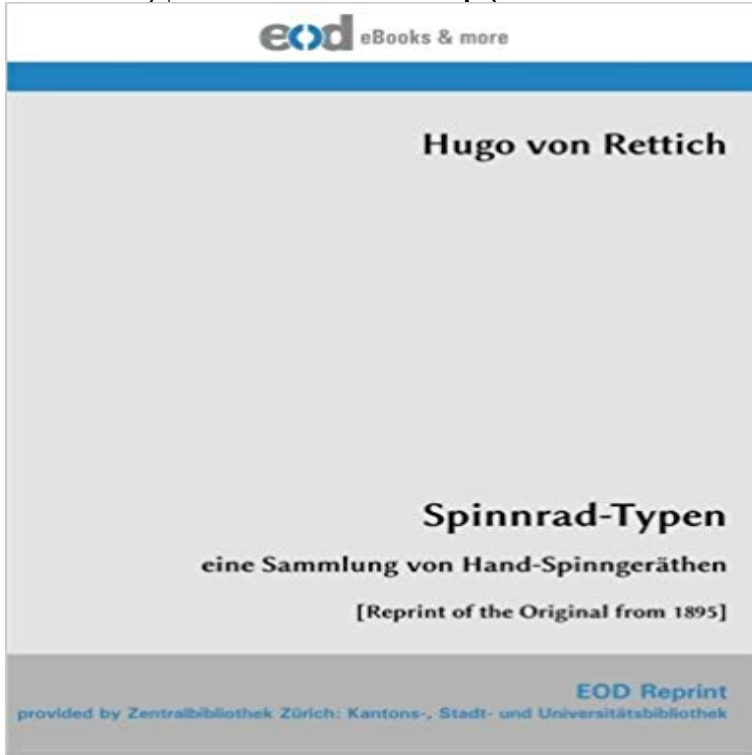 eod eBooks & more
Hugo von Rettich
Spinnrad-Typen
eine Sammlung von Hand-Spinngeräthen
[Reprint of the Original from 1895]
EOD Reprint
provided by Zentralbibliothek Zürich: Kantons-, Stadt- und Universitätsbibliothek